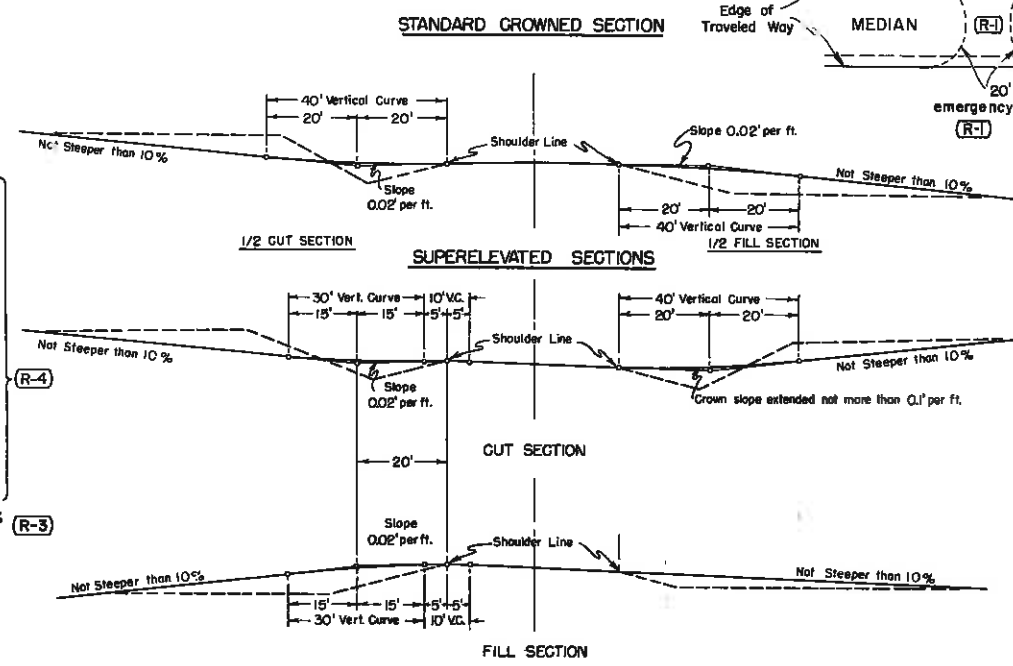 STANDARD CROWNED SECTION
Edge of
Traveled Way
MEDIAN
(R-1)
20'
emergency
(R-1)
40' Vertical Curve
20' 20'
Not Steeper than 10%
Slope
0.02' per ft.
Shoulder Line
Slope 0.02' per ft.
Not Steeper than 10%
20' 20'
40' Vertical Curve
1/2 CUT SECTION
1/2 FILL SECTION
SUPERELEVATED SECTIONS
30' Vert. Curve 10' V.C.
15' 15' 5' 5'
Not Steeper than 10%
Slope
0.02' per ft.
Shoulder Line
40' Vertical Curve
20' 20'
Not Steeper than 10%
Crown slope extended not more than 0.1' per ft.
(R-4)
20'
CUT SECTION
(R-3)
Slope
0.02' per ft.
Shoulder Line
Not Steeper than 10%
Not Steeper than 10%
15' 15' 5' 5'
30' Vert. Curve 10' V.C.
FILL SECTION